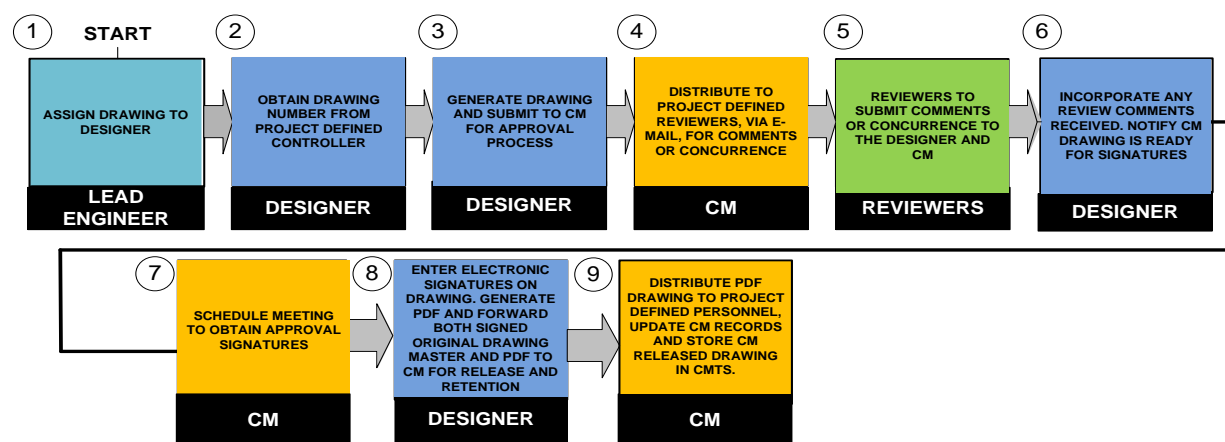 1
START
ASSIGN DRAWING TO
DESIGNER
LEAD
ENGINEER
2
OBTAIN DRAWING
NUMBER FROM
PROJECT DEFINED
CONTROLLER
DESIGNER
3
GENERATE DRAWING
AND SUBMIT TO CM
FOR APPROVAL
PROCESS
DESIGNER
4
DISTRIBUTE TO
PROJECT DEFINED
REVIEWERS, VIA E-
MAIL, FOR COMMENTS
OR CONCURRENCE
CM
5
REVIEWERS TO
SUBMIT COMMENTS
OR CONCURRENCE TO
THE DESIGNER AND
CM
REVIEWERS
6
INCORPORATE ANY
REVIEW COMMENTS
RECEIVED. NOTIFY CM
DRAWING IS READY
FOR SIGNATURES
DESIGNER
7
SCHEDULE MEETING
TO OBTAIN APPROVAL
SIGNATURES
CM
8
ENTER ELECTRONIC
SIGNATURES ON
DRAWING. GENERATE
PDF AND FORWARD
BOTH SIGNED
ORIGINAL DRAWING
MASTER AND PDF TO
CM FOR RELEASE AND
RETENTION
DESIGNER
9
DISTRIBUTE PDF
DRAWING TO PROJECT
DEFINED PERSONNEL,
UPDATE CM RECORDS
AND STORE CM
RELEASED DRAWING
IN CMTS.
CM